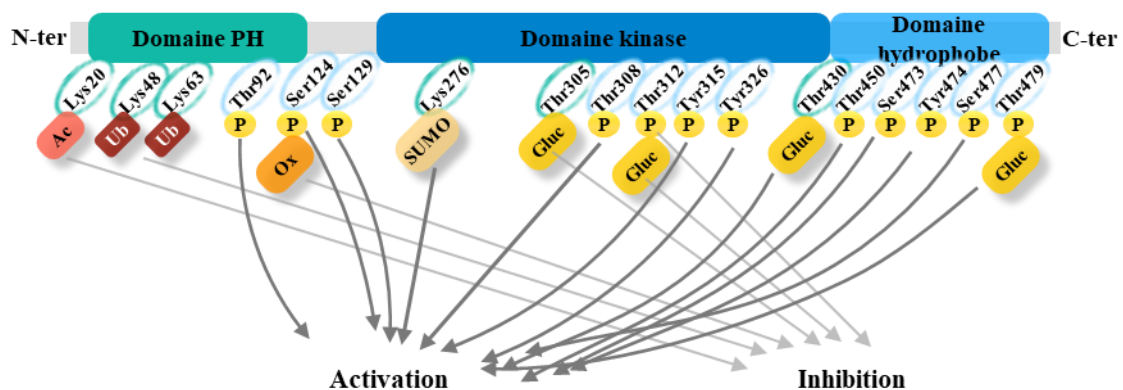 N-ter
Domaine PH
Domaine kinase
Domaine
hydrophobe
C-ter
Lys20
Lys48
Lys63
Thr92
Ser124
Ser129
Lys276
Thr305
Thr308
Thr312
Tyr315
Tyr326
Thr430
Thr450
Ser473
Tyr474
Ser477
Thr479
Ac
Ub
Ub
P
P
P
SUMO
Gluc
P
P
P
P
Gluc
P
P
P
P
P
Ox
Gluc
Gluc
Activation
Inhibition